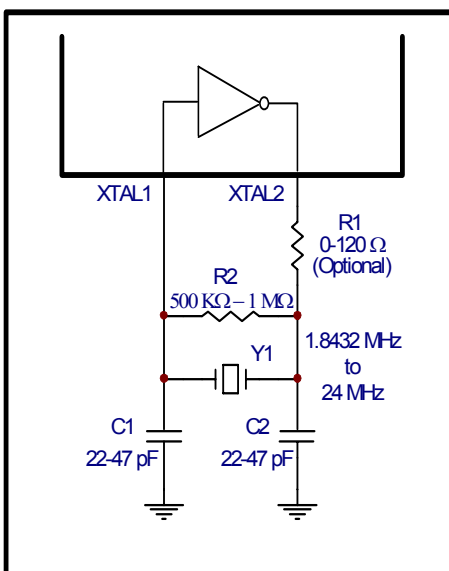 XTAL1
XTAL2
R1
0-120 Ω
(Optional)
R2
500 KΩ – 1 MΩ
Y1
1.8432 MHz
to
24 MHz
C1
22-47 pF
C2
22-47 pF